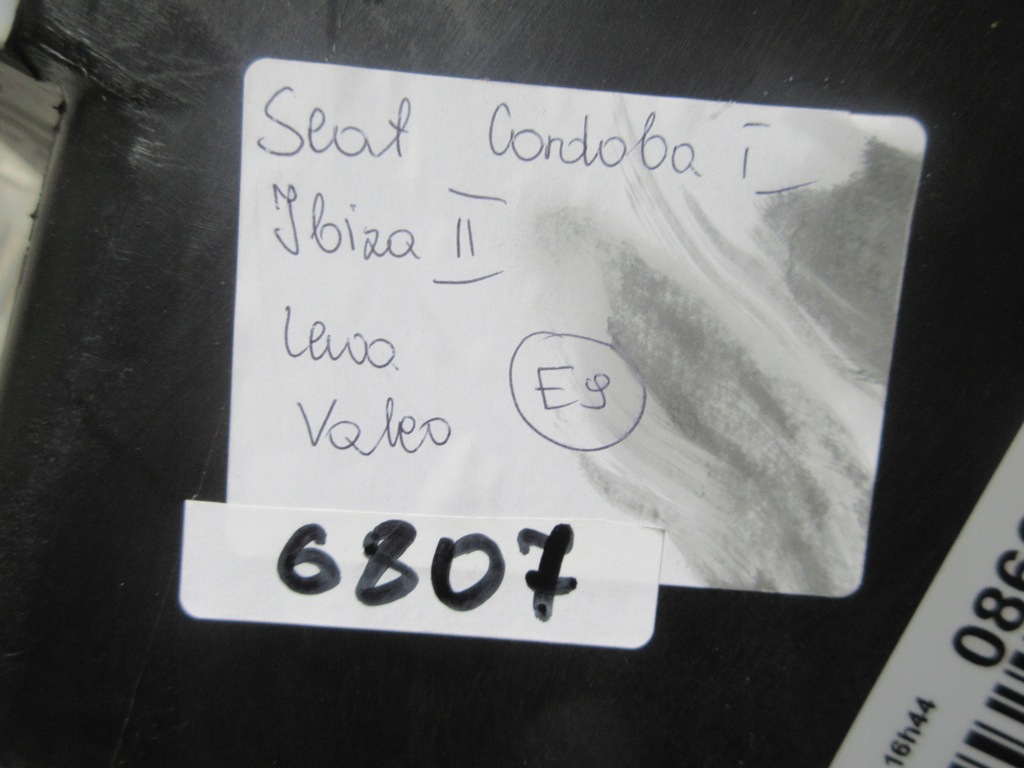 Seat Cordoba I
Ibiza II
Lewa
Valeo
E9
6807
086
16h44